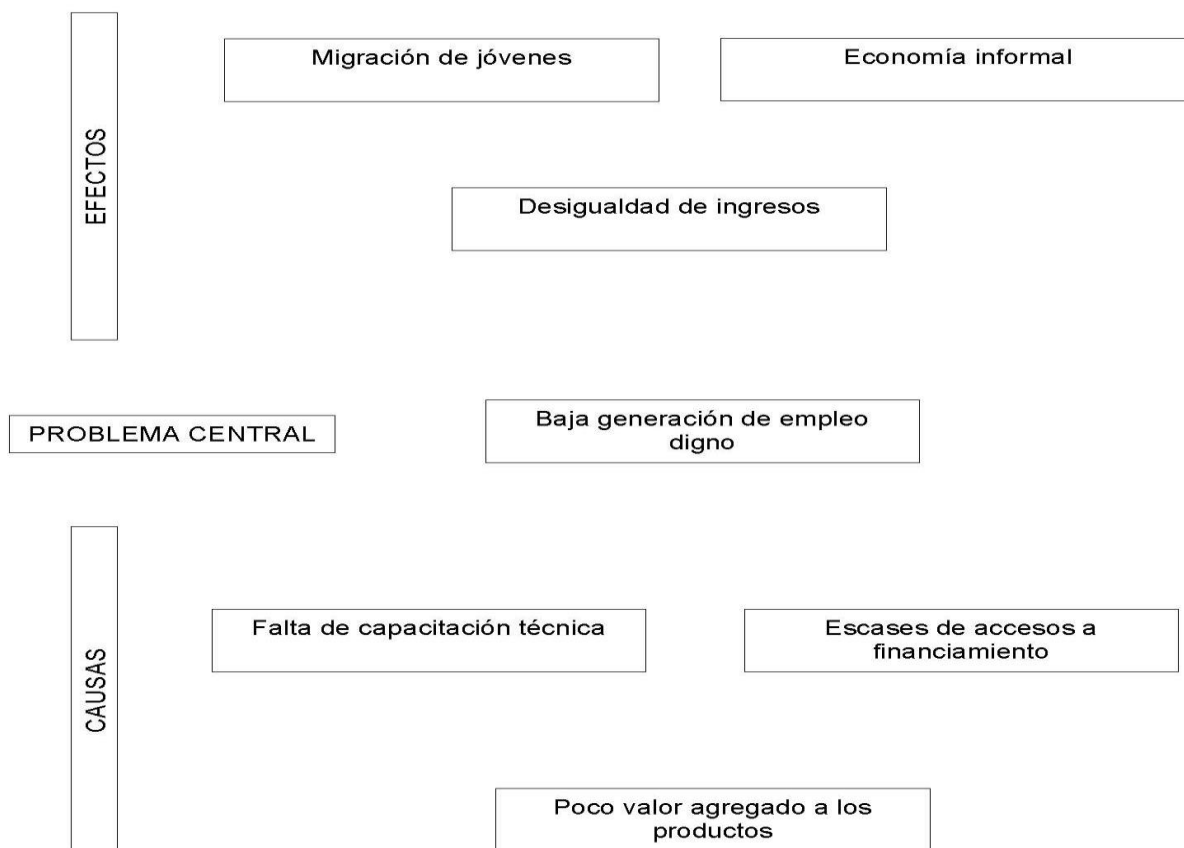 EFECTOS
Migración de jóvenes
Economía informal
Desigualdad de ingresos
PROBLEMA CENTRAL
Baja generación de empleo
digno
CAUSAS
Falta de capacitación técnica
Escases de accesos a
financiamiento
Poco valor agregado a los
productos